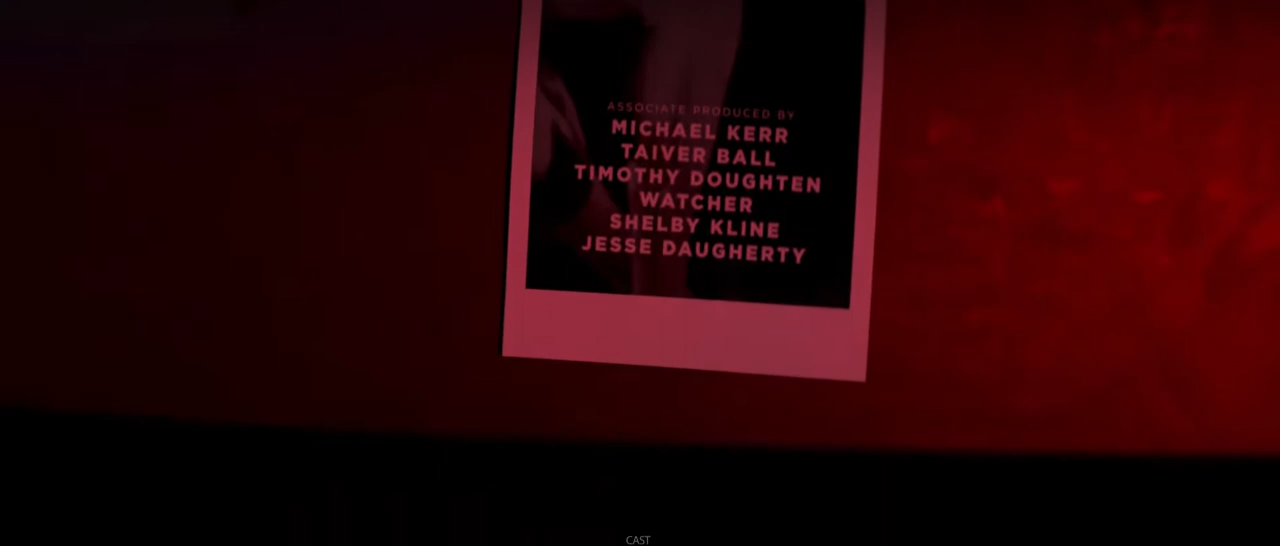 ASSOCIATE PRODUCED BY
MICHAEL KERR
TAIVER BALL
TIMOTHY DOUGHTEN
WATCHER
SHELBY KLINE
JESSE DAUGHERTY
CAST